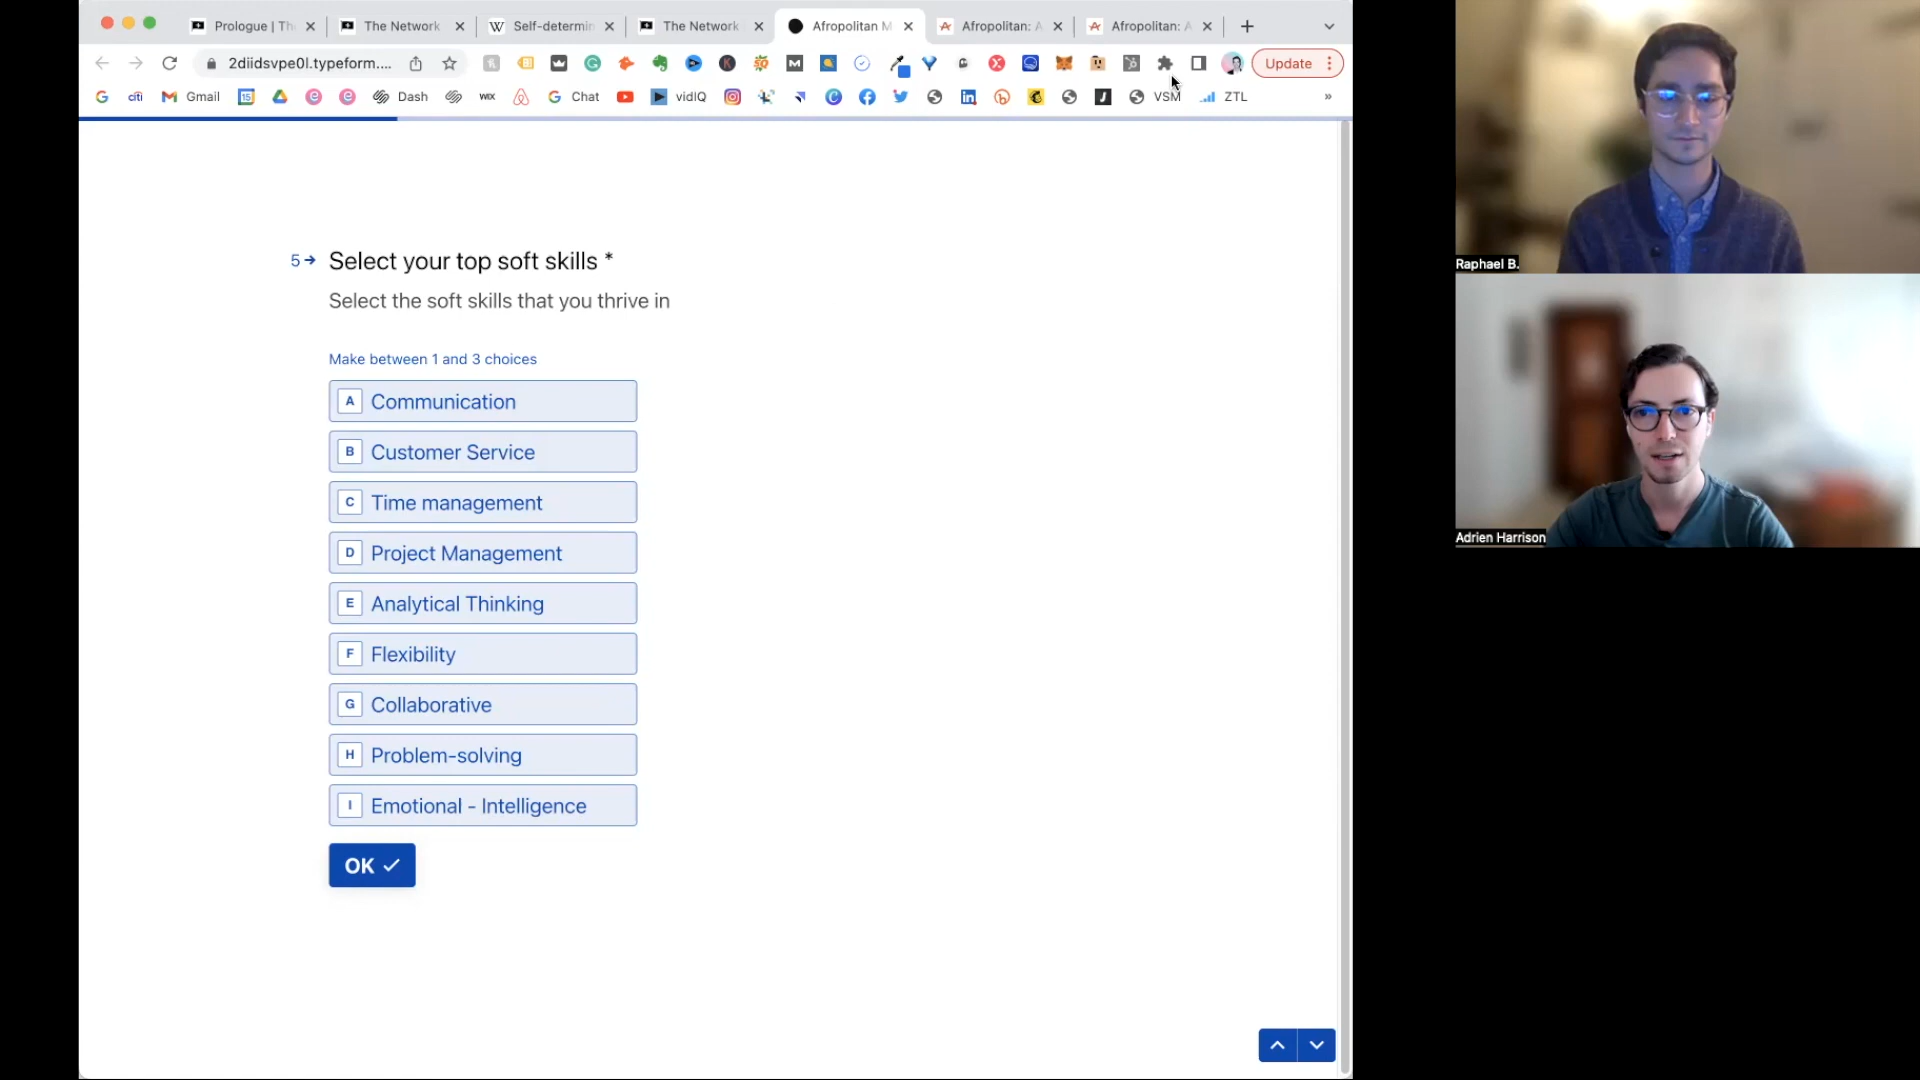 Prologue | Th
The Network
Self-determin
The Network
Afropolitan M
Afropolitan: A
Afropolitan: A
2diidsvpe0l.typeform....
Update
citi
Gmail
Dash
WIX
Chat
vidIQ
VSM
ZTL
»
5 Select your top soft skills *
Select the soft skills that you thrive in
Make between 1 and 3 choices
A Communication
B Customer Service
C Time management
D Project Management
E Analytical Thinking
F Flexibility
G Collaborative
H Problem-solving
I Emotional - Intelligence
OK
Raphael B.
Adrien Harrison